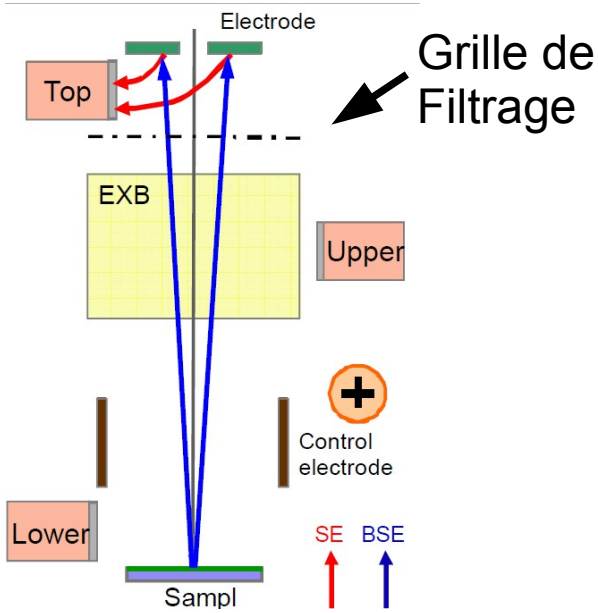 Electrode
Grille de
Filtrage
Top
EXB
Upper
+
Control
electrode
Lower
SE BSE
Sampl